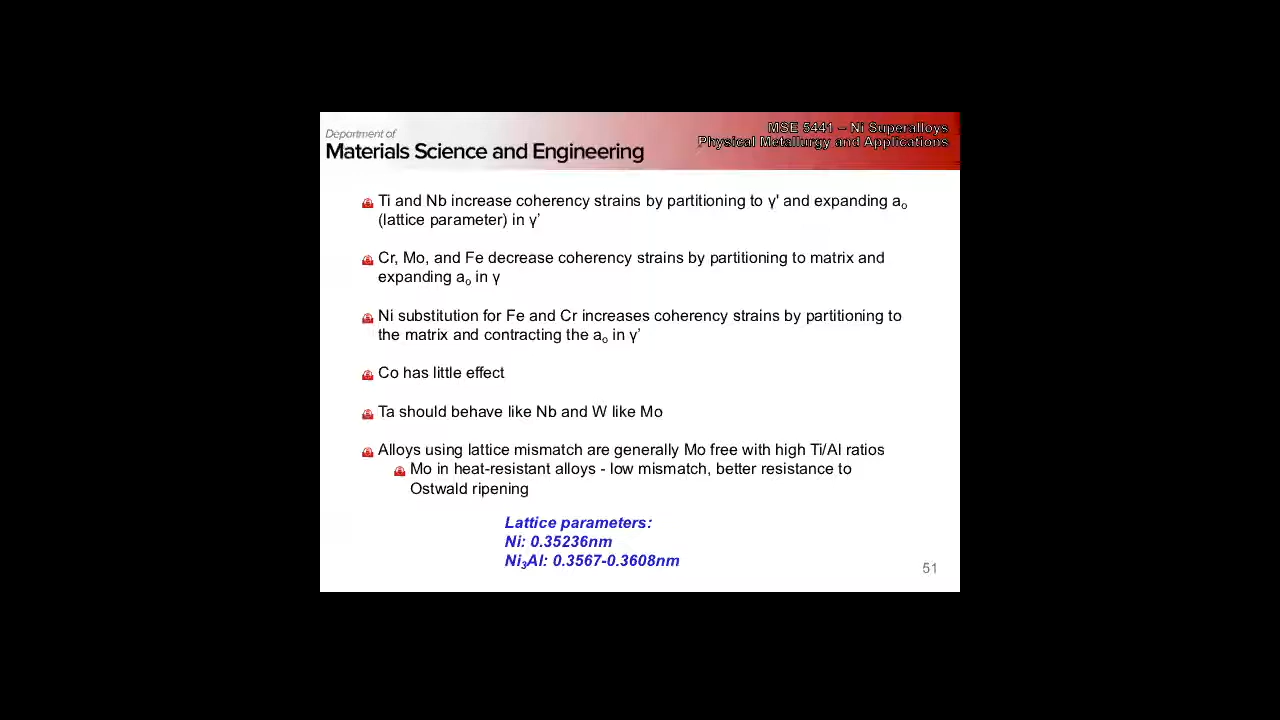 Department of
Materials Science and Engineering
MSE 5441 – Ni Superalloys
Physical Metallurgy and Applications
Ti and Nb increase coherency strains by partitioning to γ' and expanding aₒ
(lattice parameter) in γ’
Cr, Mo, and Fe decrease coherency strains by partitioning to matrix and
expanding aₒ in γ
Ni substitution for Fe and Cr increases coherency strains by partitioning to
the matrix and contracting the aₒ in γ’
Co has little effect
Ta should behave like Nb and W like Mo
Alloys using lattice mismatch are generally Mo free with high Ti/Al ratios
Mo in heat-resistant alloys - low mismatch, better resistance to
Ostwald ripening
Lattice parameters:
Ni: 0.35236nm
Ni₃Al: 0.3567-0.3608nm
51